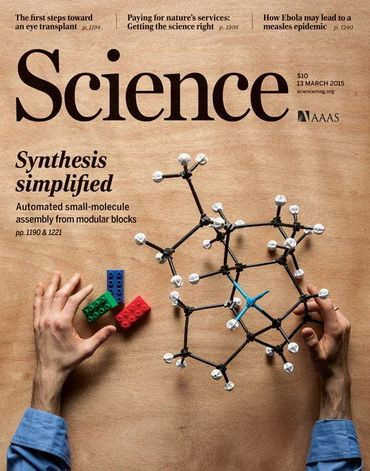 The first steps toward
an eye transplant p. 1194
Paying for nature's services:
Getting the science right p. 1206
How Ebola may lead to a
measles epidemic p. 1240
Science
$10
13 MARCH 2015
sciencemag.org
AAAS
Synthesis
simplified
Automated small-molecule
assembly from modular blocks
pp. 1190 & 1221